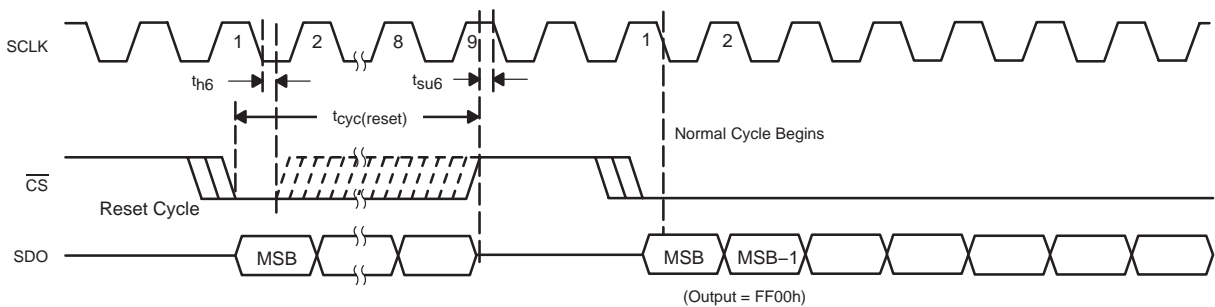 SCLK
1 2 8 9 1 2
th6
tsu6
tcyc(reset)
Normal Cycle Begins
CS
Reset Cycle
SDO
MSB MSB MSB–1
(Output = FF00h)